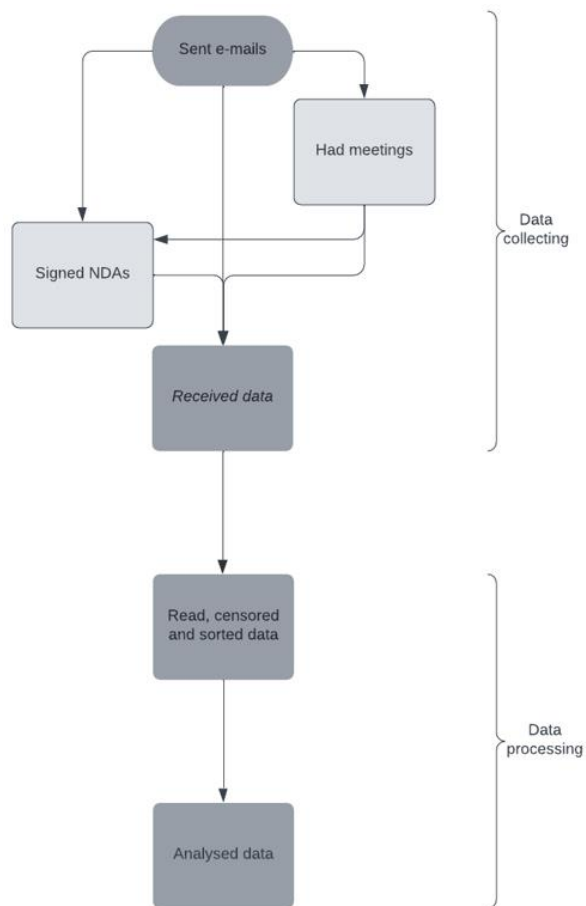 Sent e-mails
Had meetings
Data
collecting
Signed NDAs
Received data
Read, censored
and sorted data
Data
processing
Analysed data